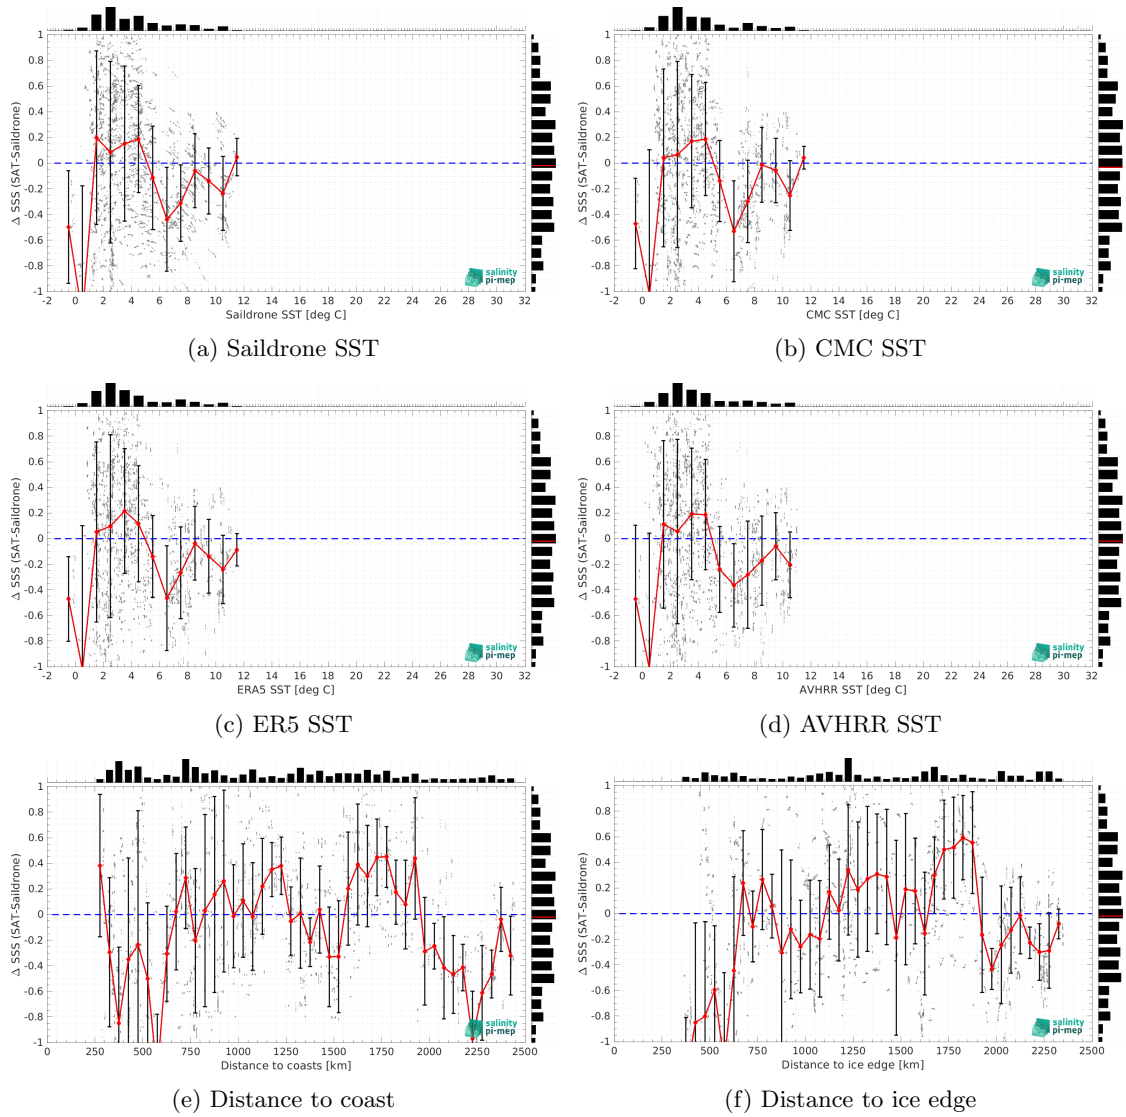 1
0.8
0.6
0.4
0.2
0
-0.2
-0.4
-0.6
-0.8
-1
Δ SSS (SAT-Saildrone)
-2 0 2 4 6 8 10 12 14 16 18 20 22 24 26 28 30 32
Saildrone SST [deg C]
salinity
pi-mep
(a) Saildrone SST
1
0.8
0.6
0.4
0.2
0
-0.2
-0.4
-0.6
-0.8
-1
Δ SSS (SAT-Saildrone)
-2 0 2 4 6 8 10 12 14 16 18 20 22 24 26 28 30 32
CMC SST [deg C]
salinity
pi-mep
(b) CMC SST
1
0.8
0.6
0.4
0.2
0
-0.2
-0.4
-0.6
-0.8
-1
Δ SSS (SAT-Saildrone)
-2 0 2 4 6 8 10 12 14 16 18 20 22 24 26 28 30 32
ERA5 SST [deg C]
salinity
pi-mep
(c) ER5 SST
1
0.8
0.6
0.4
0.2
0
-0.2
-0.4
-0.6
-0.8
-1
Δ SSS (SAT-Saildrone)
-2 0 2 4 6 8 10 12 14 16 18 20 22 24 26 28 30 32
AVHRR SST [deg C]
salinity
pi-mep
(d) AVHRR SST
1
0.8
0.6
0.4
0.2
0
-0.2
-0.4
-0.6
-0.8
-1
Δ SSS (SAT-Saildrone)
0 250 500 750 1000 1250 1500 1750 2000 2250 2500
Distance to coasts [km]
salinity
pi-mep
(e) Distance to coast
1
0.8
0.6
0.4
0.2
0
-0.2
-0.4
-0.6
-0.8
-1
Δ SSS (SAT-Saildrone)
0 250 500 750 1000 1250 1500 1750 2000 2250 2500
Distance to ice edge [km]
salinity
pi-mep
(f) Distance to ice edge